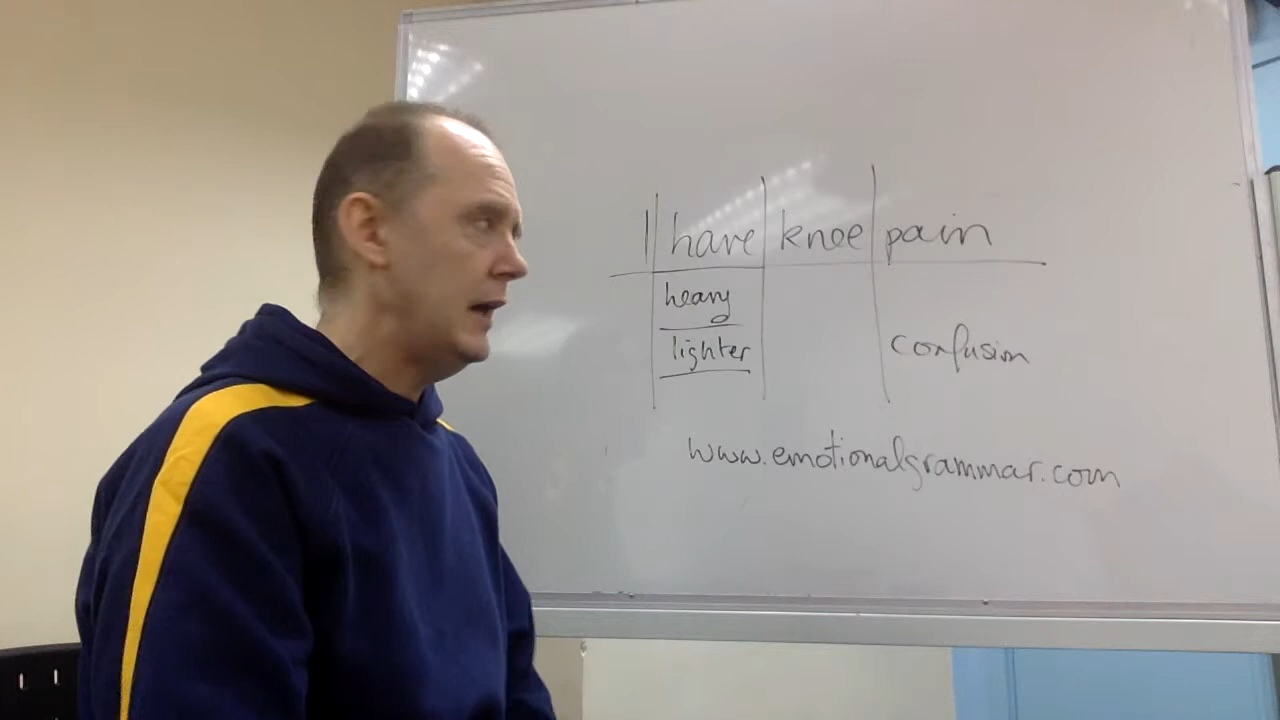 I have knee pain
heavy
lighter
confusion
www.emotionalgrammar.com